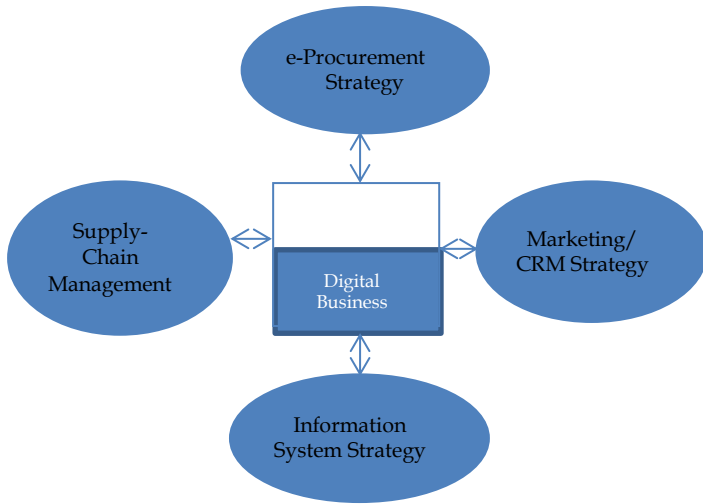 e-Procurement
Strategy
Supply-
Chain
Management
Marketing/
CRM Strategy
Digital
Business
Information
System Strategy